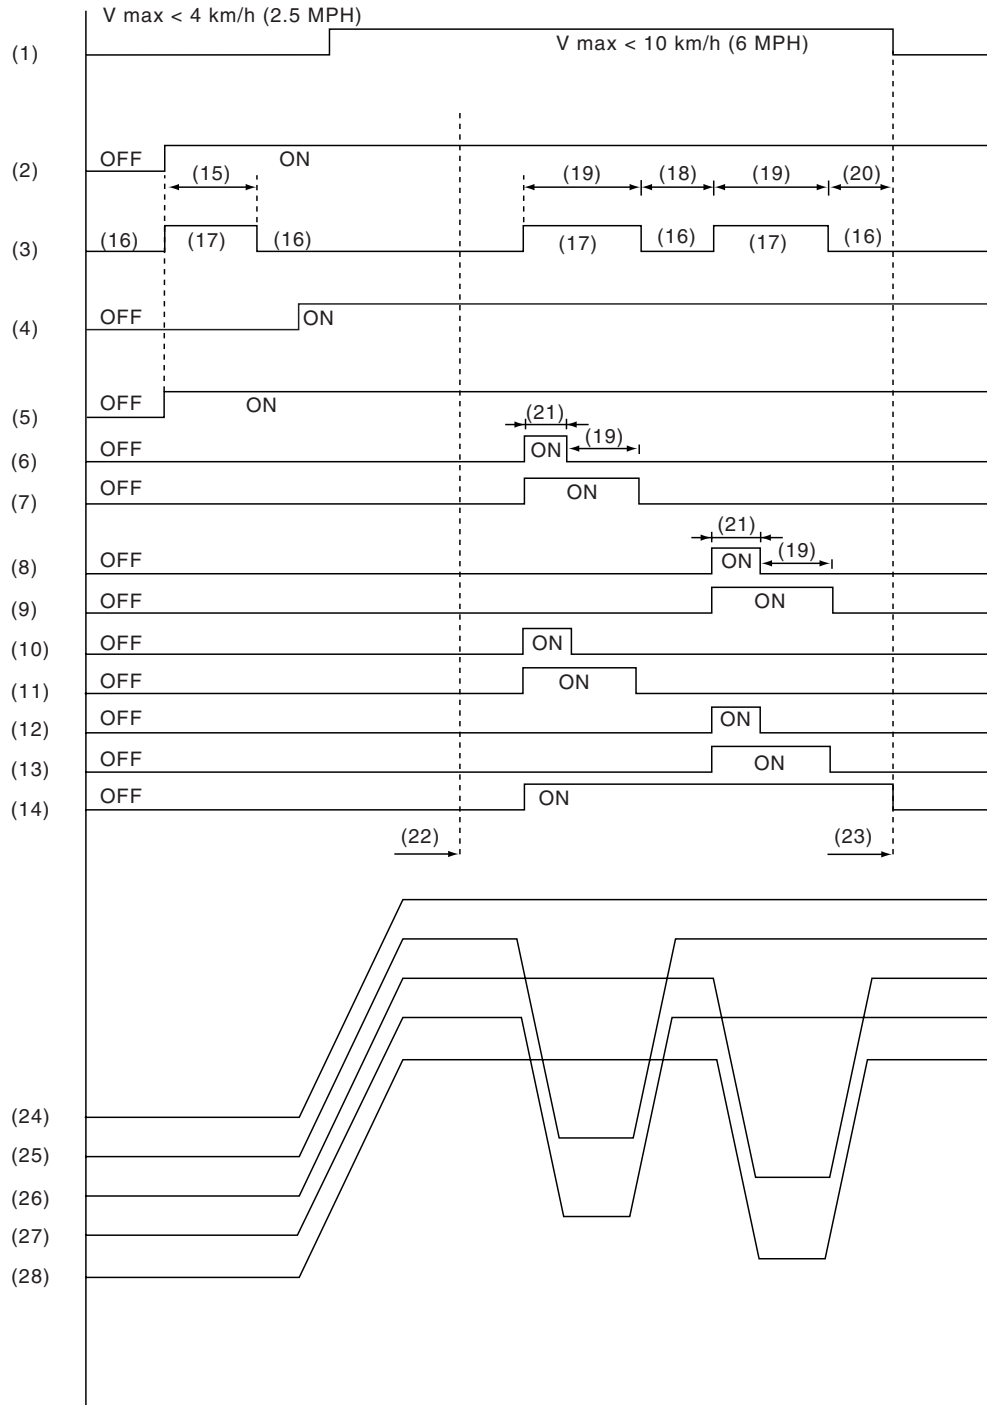 V max < 4 km/h (2.5 MPH)
(1)
V max < 10 km/h (6 MPH)
(2) OFF ON
(15) (19) (18) (19) (20)
(3) (16) (17) (16) (17) (16) (17) (16)
(4) OFF ON
(5) OFF ON
(21)
(6) OFF ON (19)
(7) OFF ON
(21)
(8) OFF ON (19)
(9) OFF ON
(10) OFF ON
(11) OFF ON
(12) OFF ON
(13) OFF ON
(14) OFF ON
(22) (23)
(24)
(25)
(26)
(27)
(28)